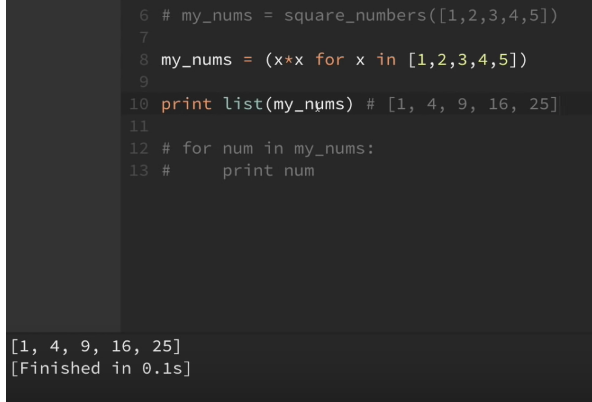 6 # my_nums = square_numbers([1,2,3,4,5])
7
8 my_nums = (x*x for x in [1,2,3,4,5])
9
10 print list(my_nums) # [1, 4, 9, 16, 25]
11
12 # for num in my_nums:
13 #     print num
[1, 4, 9, 16, 25]
[Finished in 0.1s]